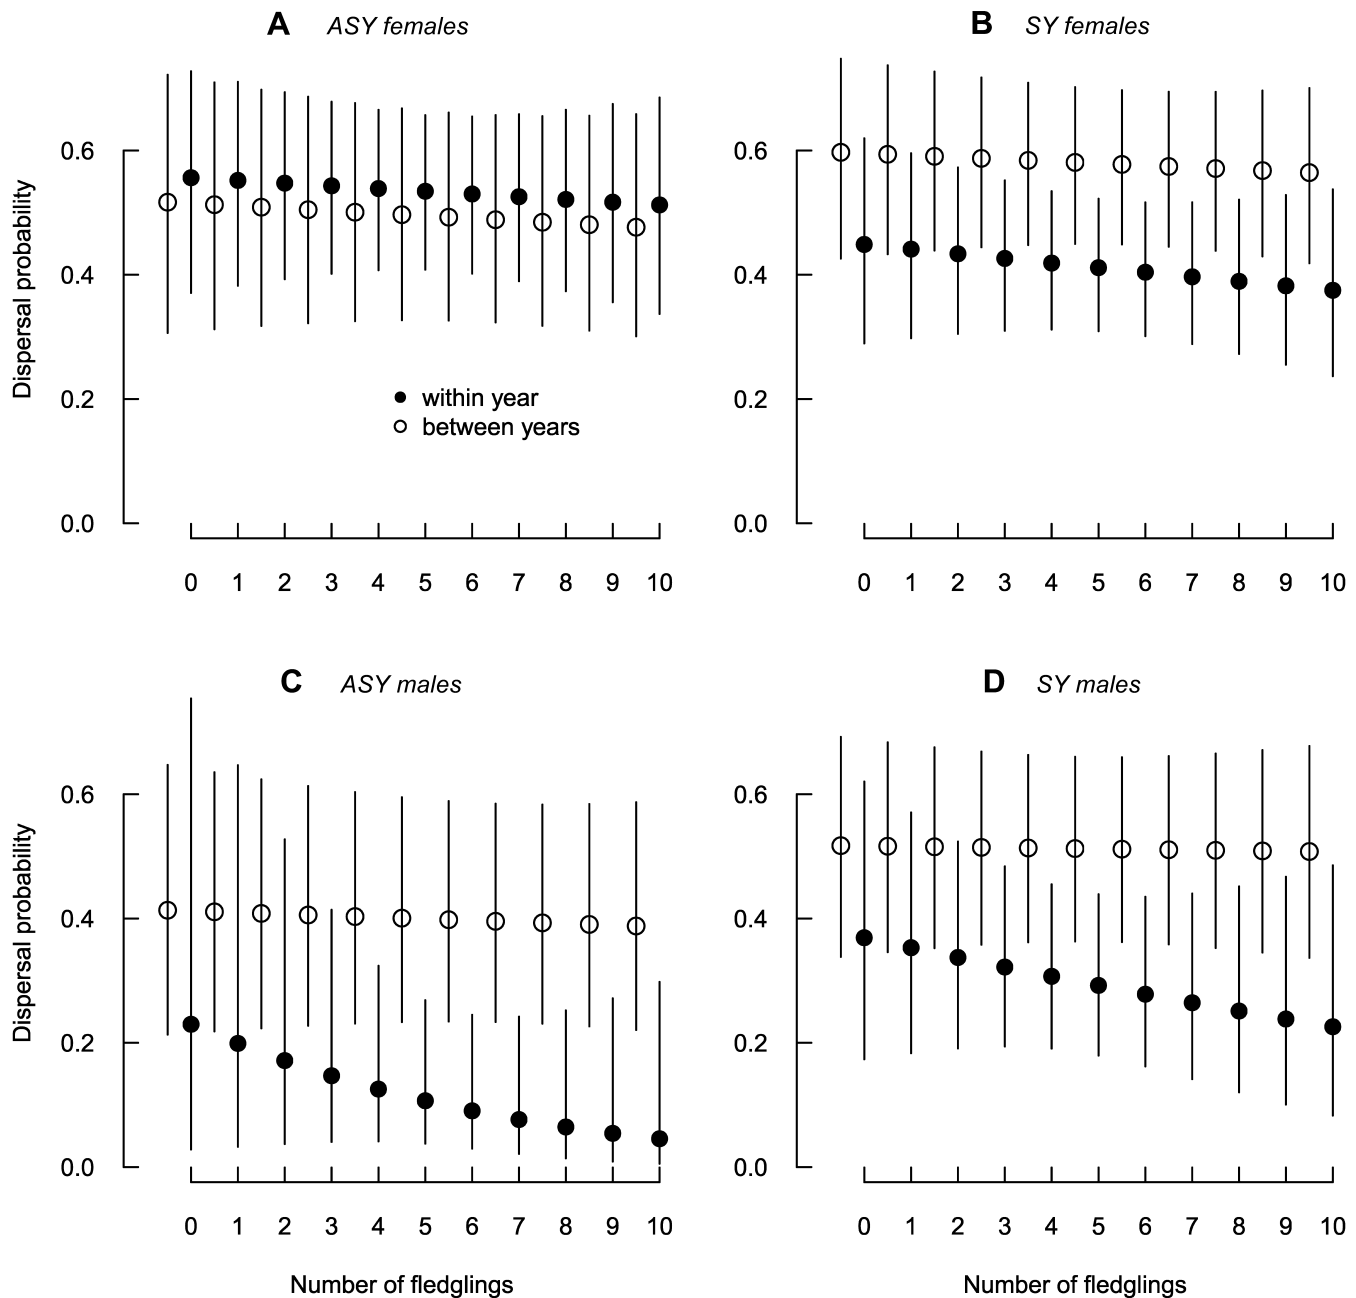 A ASY females
B SY females
Dispersal probability
0.6
0.4
0.2
0.0
within year
between years
0 1 2 3 4 5 6 7 8 9 10
0.6
0.4
0.2
0.0
0 1 2 3 4 5 6 7 8 9 10
C ASY males
D SY males
Dispersal probability
0.6
0.4
0.2
0.0
0 1 2 3 4 5 6 7 8 9 10
Number of fledglings
0.6
0.4
0.2
0.0
0 1 2 3 4 5 6 7 8 9 10
Number of fledglings